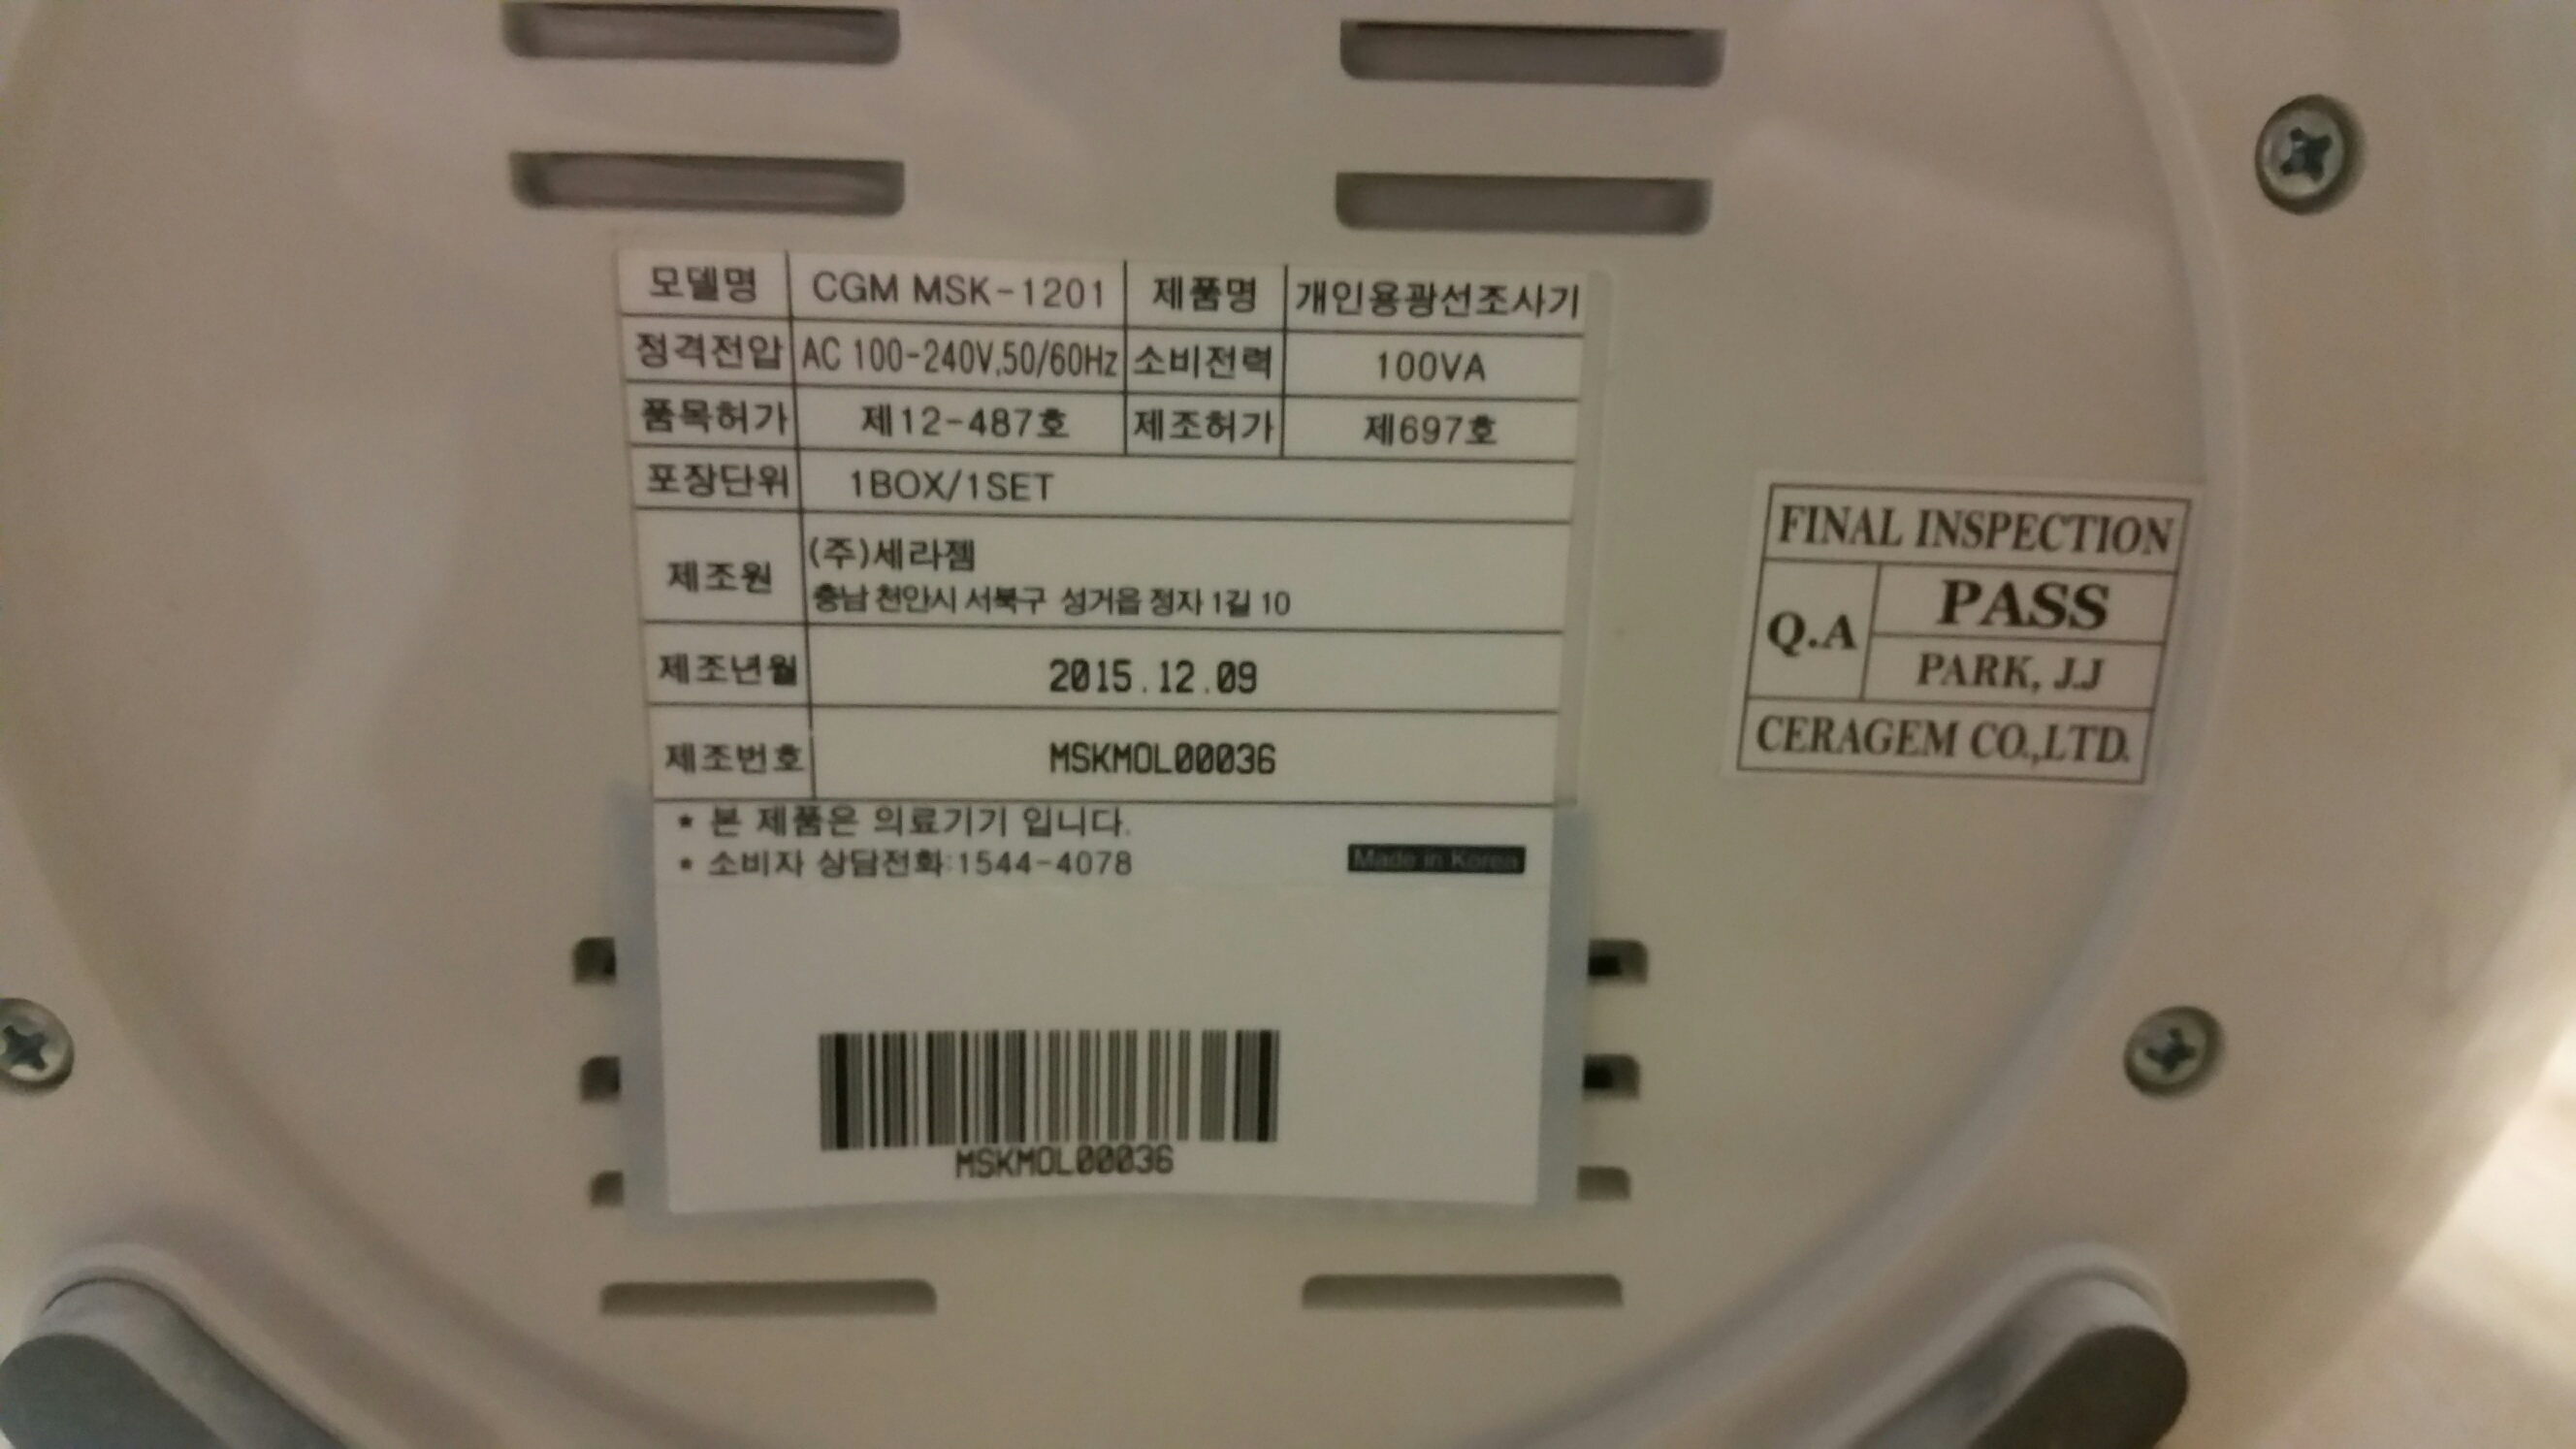 모델명 CGM MSK-1201 제품명 개인용광선조사기
정격전압 AC 100-240V,50/60Hz 소비전력 100VA
품목허가 제12-487호 제조허가 제697호
포장단위 1BOX/1SET
제조원 (주)세라젬
충남 천안시 서북구 성거읍 정자 1길 10
제조년월 2015.12.09
제조번호 MSKMOL00036
* 본 제품은 의료기기 입니다.
* 소비자 상담전화:1544-4078
Made in Korea
MSKMOL00036
FINAL INSPECTION
Q.A PASS
PARK, J.J
CERAGEM CO.,LTD.